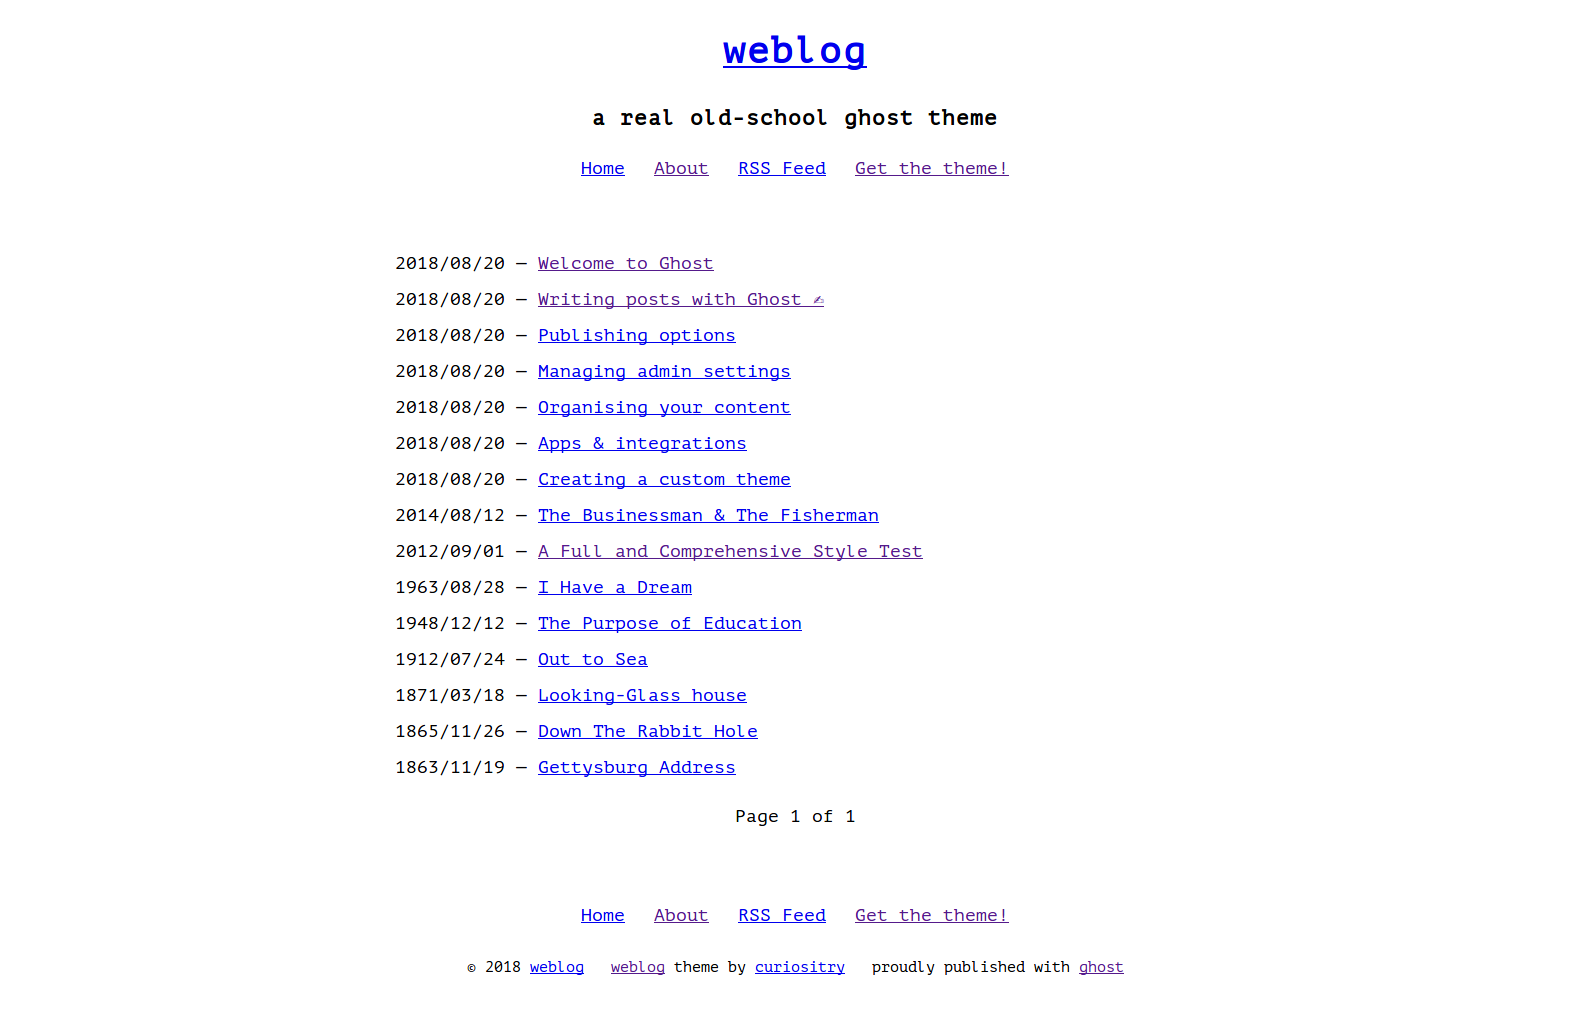 weblog
a real old-school ghost theme
Home About RSS Feed Get the theme!
2018/08/20 — Welcome to Ghost
2018/08/20 — Writing posts with Ghost ✍
2018/08/20 — Publishing options
2018/08/20 — Managing admin settings
2018/08/20 — Organising your content
2018/08/20 — Apps & integrations
2018/08/20 — Creating a custom theme
2014/08/12 — The Businessman & The Fisherman
2012/09/01 — A Full and Comprehensive Style Test
1963/08/28 — I Have a Dream
1948/12/12 — The Purpose of Education
1912/07/24 — Out to Sea
1871/03/18 — Looking-Glass house
1865/11/26 — Down The Rabbit Hole
1863/11/19 — Gettysburg Address
Page 1 of 1
Home About RSS Feed Get the theme!
© 2018 weblog weblog theme by curiositry proudly published with ghost